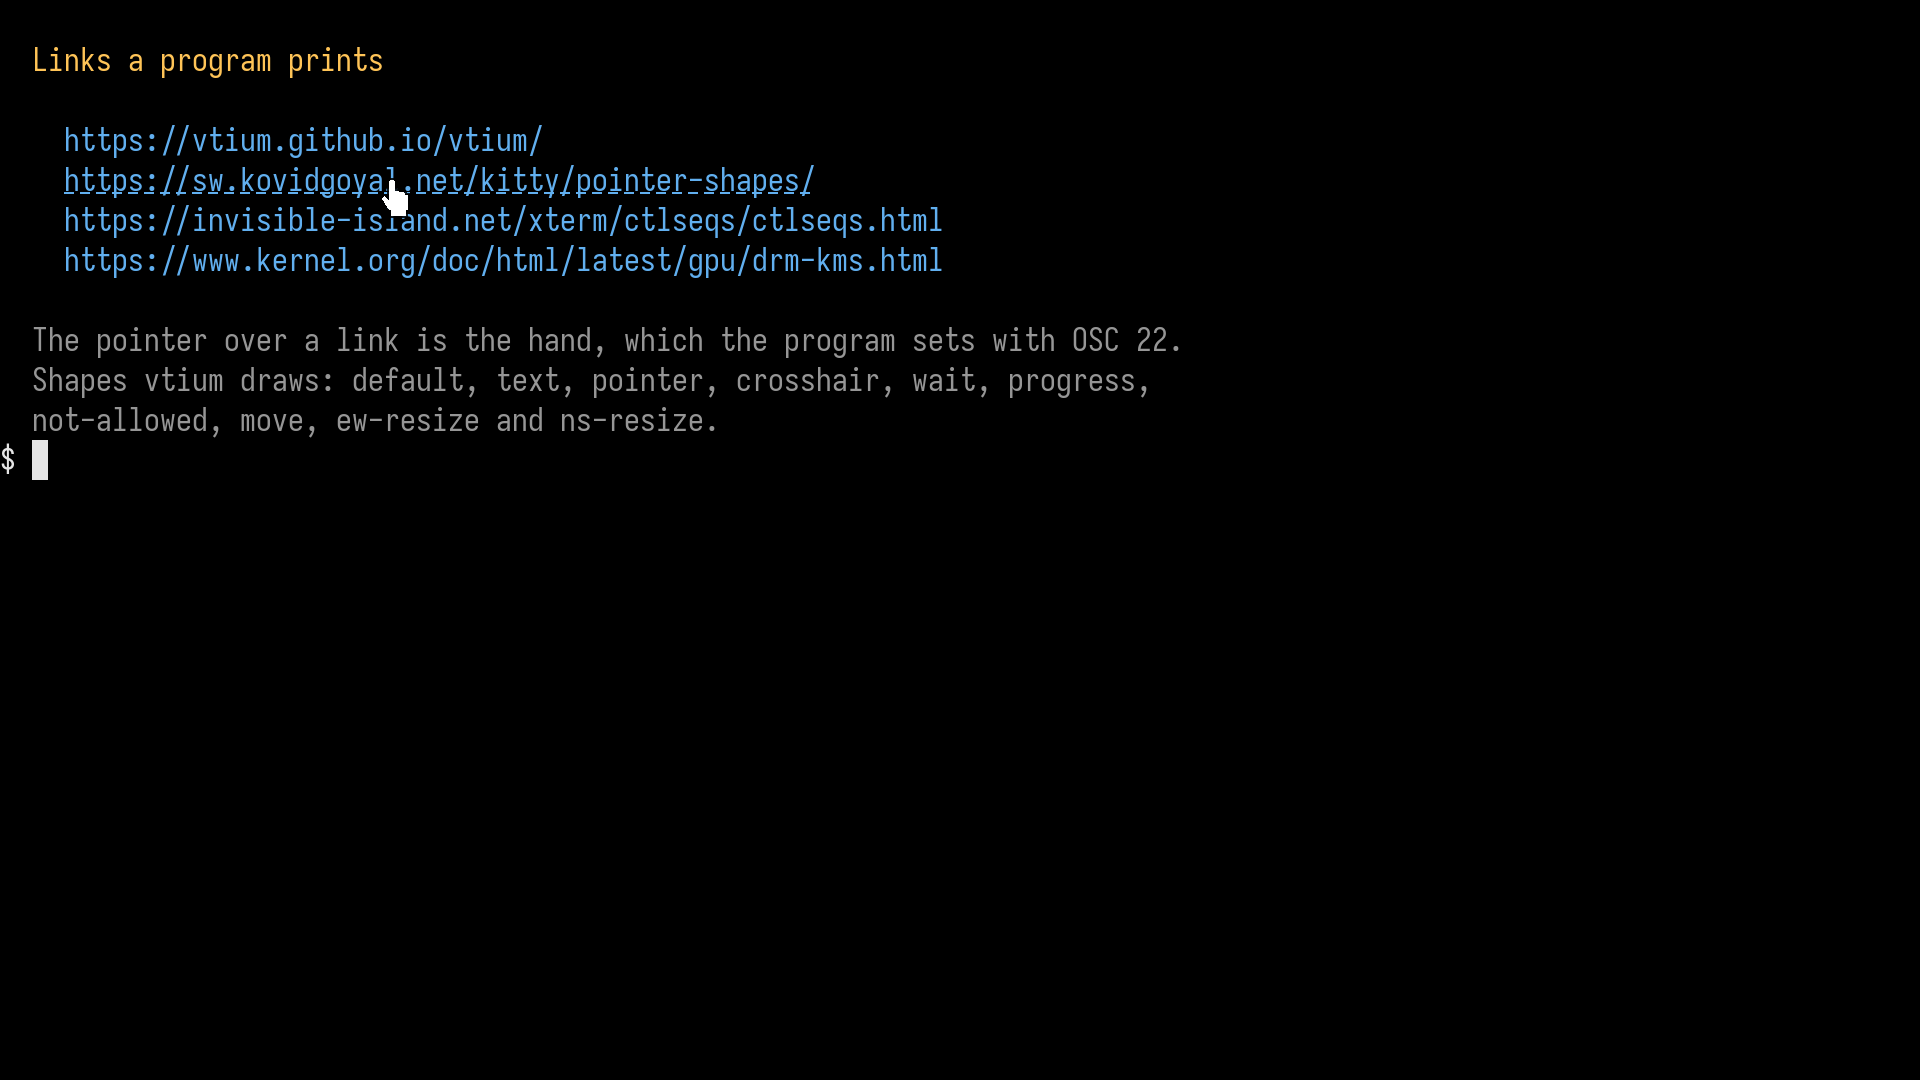 Links a program prints
https://vtium.github.io/vtium/
https://sw.kovidgoyal.net/kitty/pointer-shapes/
https://invisible-island.net/xterm/ctlseqs/ctlseqs.html
https://www.kernel.org/doc/html/latest/gpu/drm-kms.html
The pointer over a link is the hand, which the program sets with OSC 22.
Shapes vtium draws: default, text, pointer, crosshair, wait, progress,
not-allowed, move, ew-resize and ns-resize.
$